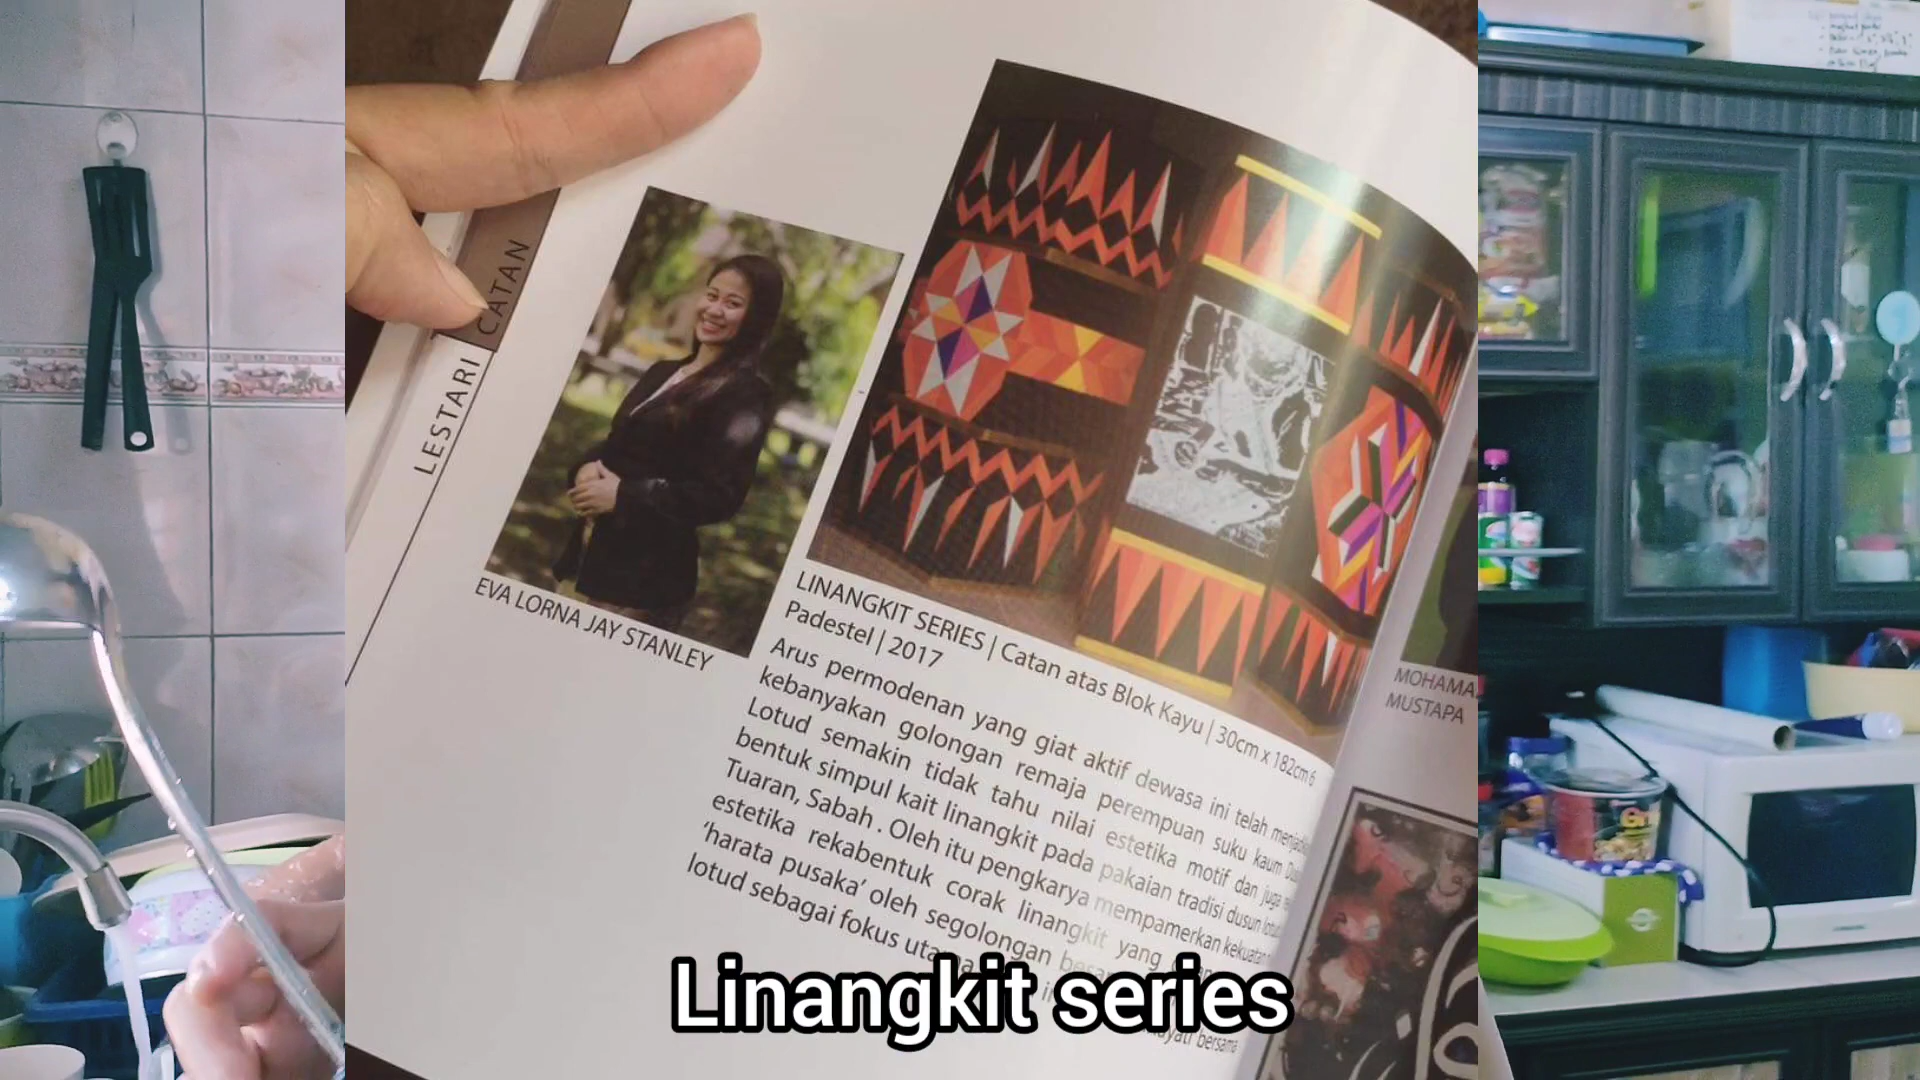 LESTARI CATAN
EVA LORNA JAY STANLEY
LINANGKIT SERIES | Catan atas Blok Kayu | 30cm x 182cm 6
Padestel | 2017
Arus permodenan yang giat aktif dewasa ini telah
kebanyakan golongan remaja perempuan suku kaum
Lotud semakin tidak tahu nilai estetika motif dan juga
bentuk simpul kait linangkit pada pakaian tradisi dusun
Tuaran, Sabah . Oleh itu pengkarya mempamerkan
estetika rekabentuk corak linangkit yang
'harata pusaka' oleh segolongan
lotud sebagai fokus
bersama
MOHAMA
MUSTAPA
Linangkit series